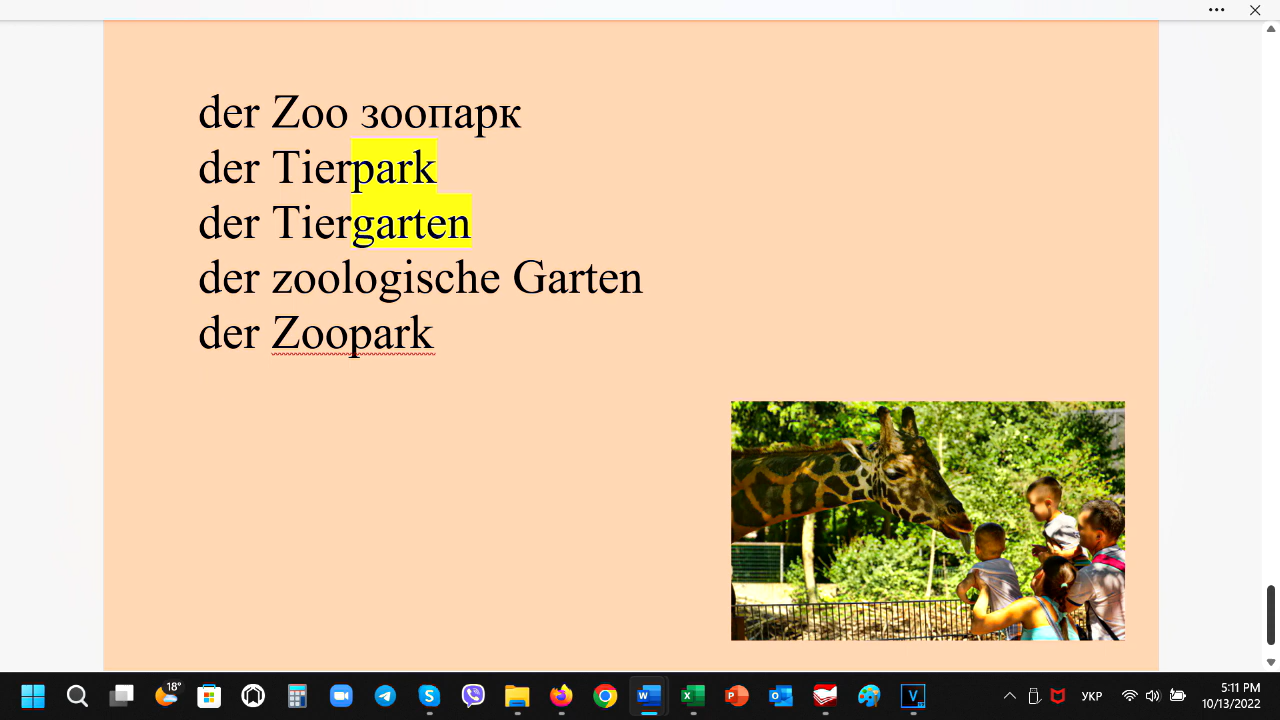 der Zoo зоопарк
der Tierpark
der Tiergarten
der zoologische Garten
der Zoopark
18°
УКР
5:11 PM
10/13/2022